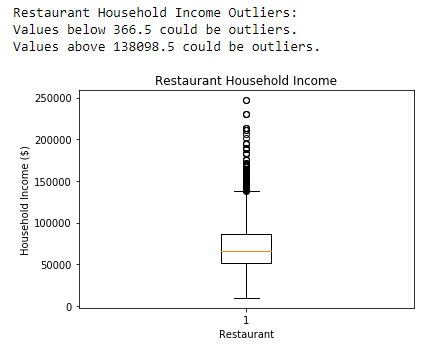 Restaurant Household Income Outliers:
Values below 366.5 could be outliers.
Values above 138098.5 could be outliers.
Restaurant Household Income
250000
200000
150000
100000
50000
0
Household Income ($)
1
Restaurant